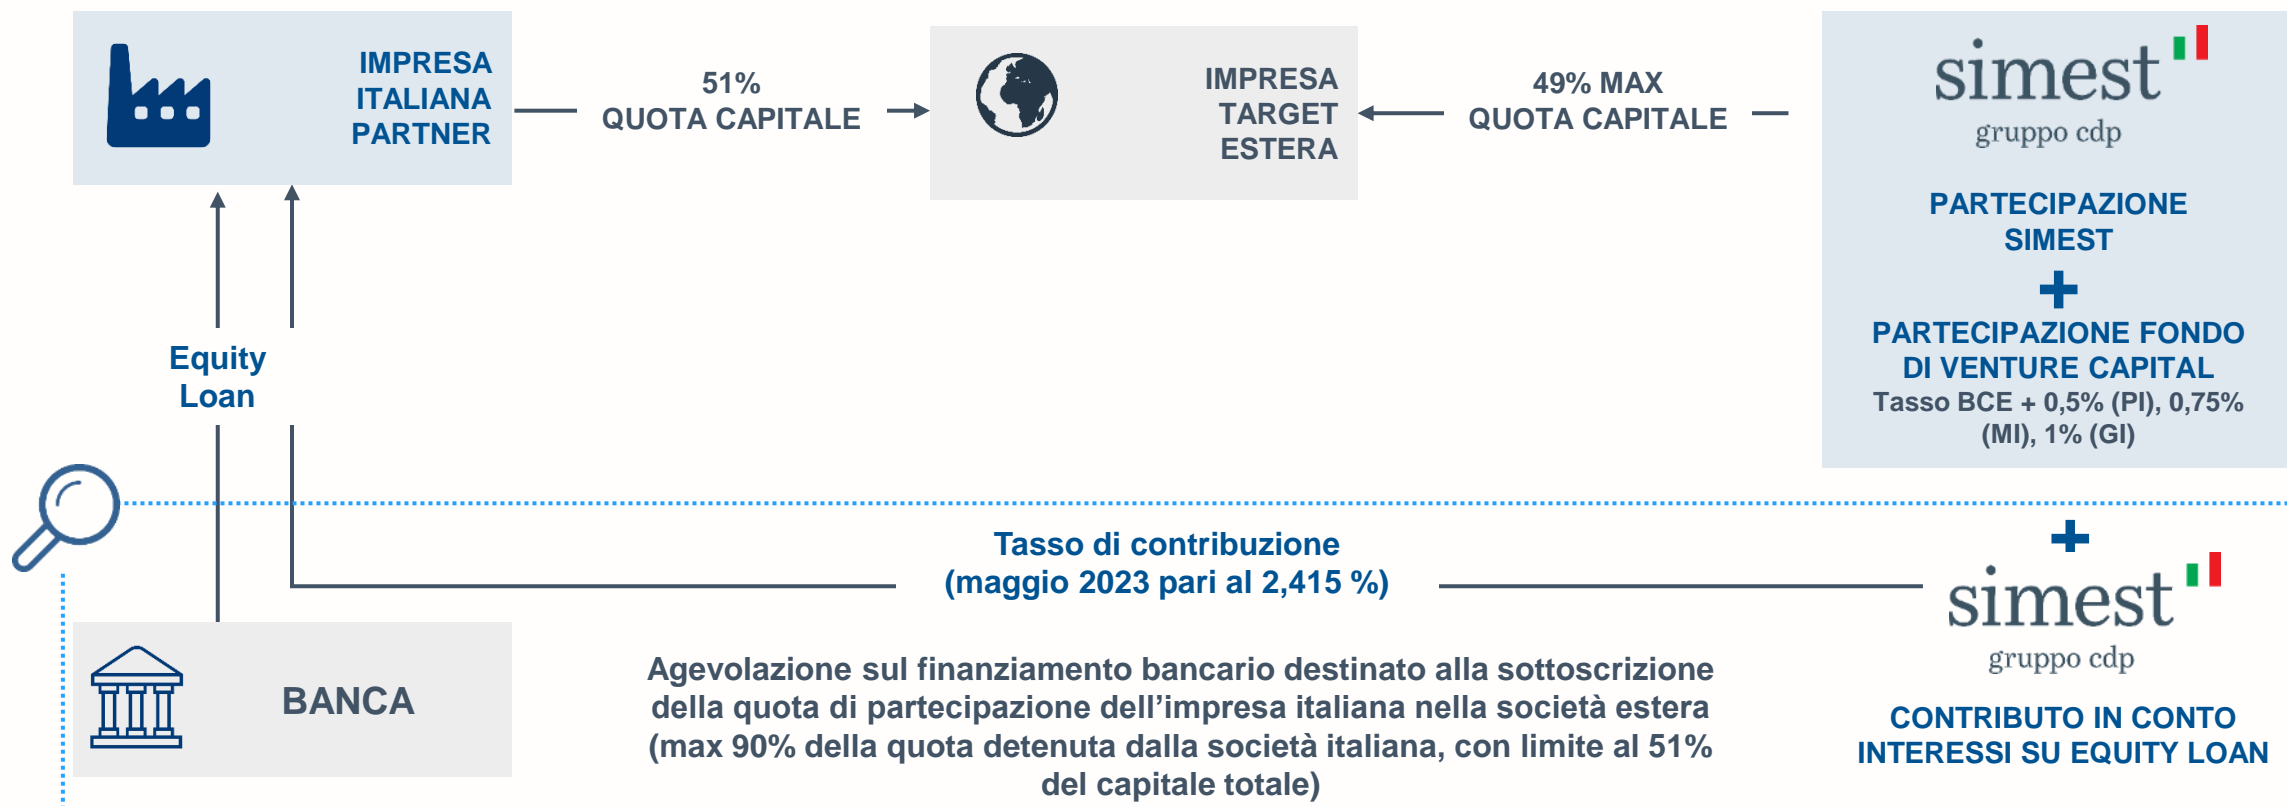 IMPRESA
ITALIANA
PARTNER
51%
QUOTA CAPITALE
IMPRESA
TARGET
ESTERA
49% MAX
QUOTA CAPITALE
simest
gruppo cdp
PARTECIPAZIONE
SIMEST
+
PARTECIPAZIONE FONDO
DI VENTURE CAPITAL
Tasso BCE + 0,5% (PI), 0,75%
(MI), 1% (GI)
Equity
Loan
Tasso di contribuzione
(maggio 2023 pari al 2,415 %)
+
simest
gruppo cdp
CONTRIBUTO IN CONTO
INTERESSI SU EQUITY LOAN
BANCA
Agevolazione sul finanziamento bancario destinato alla sottoscrizione
della quota di partecipazione dell’impresa italiana nella società estera
(max 90% della quota detenuta dalla società italiana, con limite al 51%
del capitale totale)